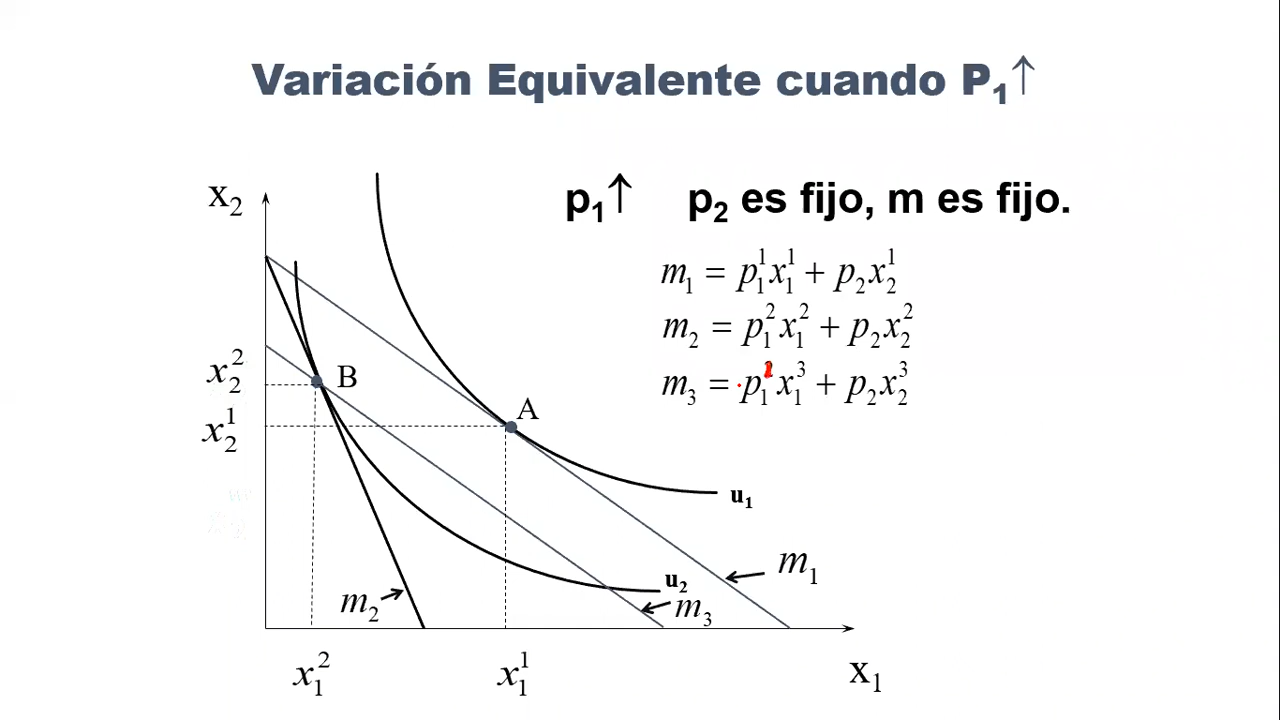 Variación Equivalente cuando P₁↑
p₁↑ p₂ es fijo, m es fijo.
m₁ = p₁¹x₁¹ + p₂x₂¹
m₂ = p₁²x₁² + p₂x₂²
m₃ = p₁x₁³ + p₂x₂³
x₂
x₂²
B
x₂¹
A
u₁
m₁
u₂
m₂
m₃
x₁²
x₁¹
x₁